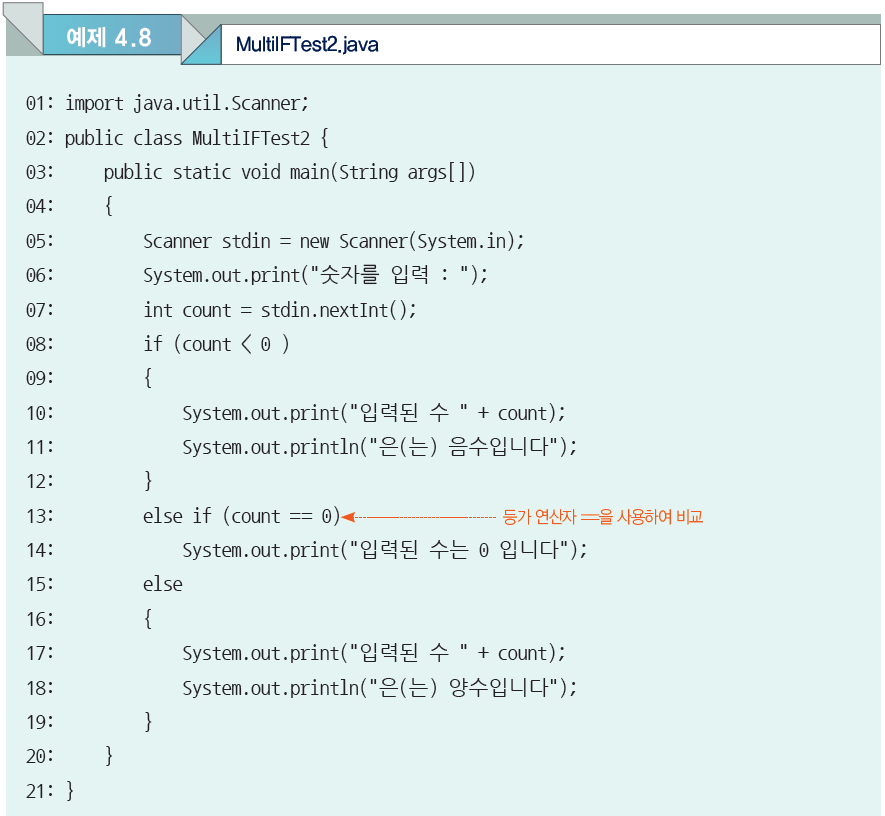 예제 4.8
MultiIFTest2.java
01: import java.util.Scanner;
02: public class MultiIFTest2 {
03:     public static void main(String args[])
04:     {
05:         Scanner stdin = new Scanner(System.in);
06:         System.out.print("숫자를 입력 : ");
07:         int count = stdin.nextInt();
08:         if (count < 0 )
09:         {
10:             System.out.print("입력된 수 " + count);
11:             System.out.println("은(는) 음수입니다");
12:         }
13:         else if (count == 0) 등가 연산자 ==을 사용하여 비교
14:             System.out.print("입력된 수는 0 입니다");
15:         else
16:         {
17:             System.out.print("입력된 수 " + count);
18:             System.out.println("은(는) 양수입니다");
19:         }
20:     }
21: }